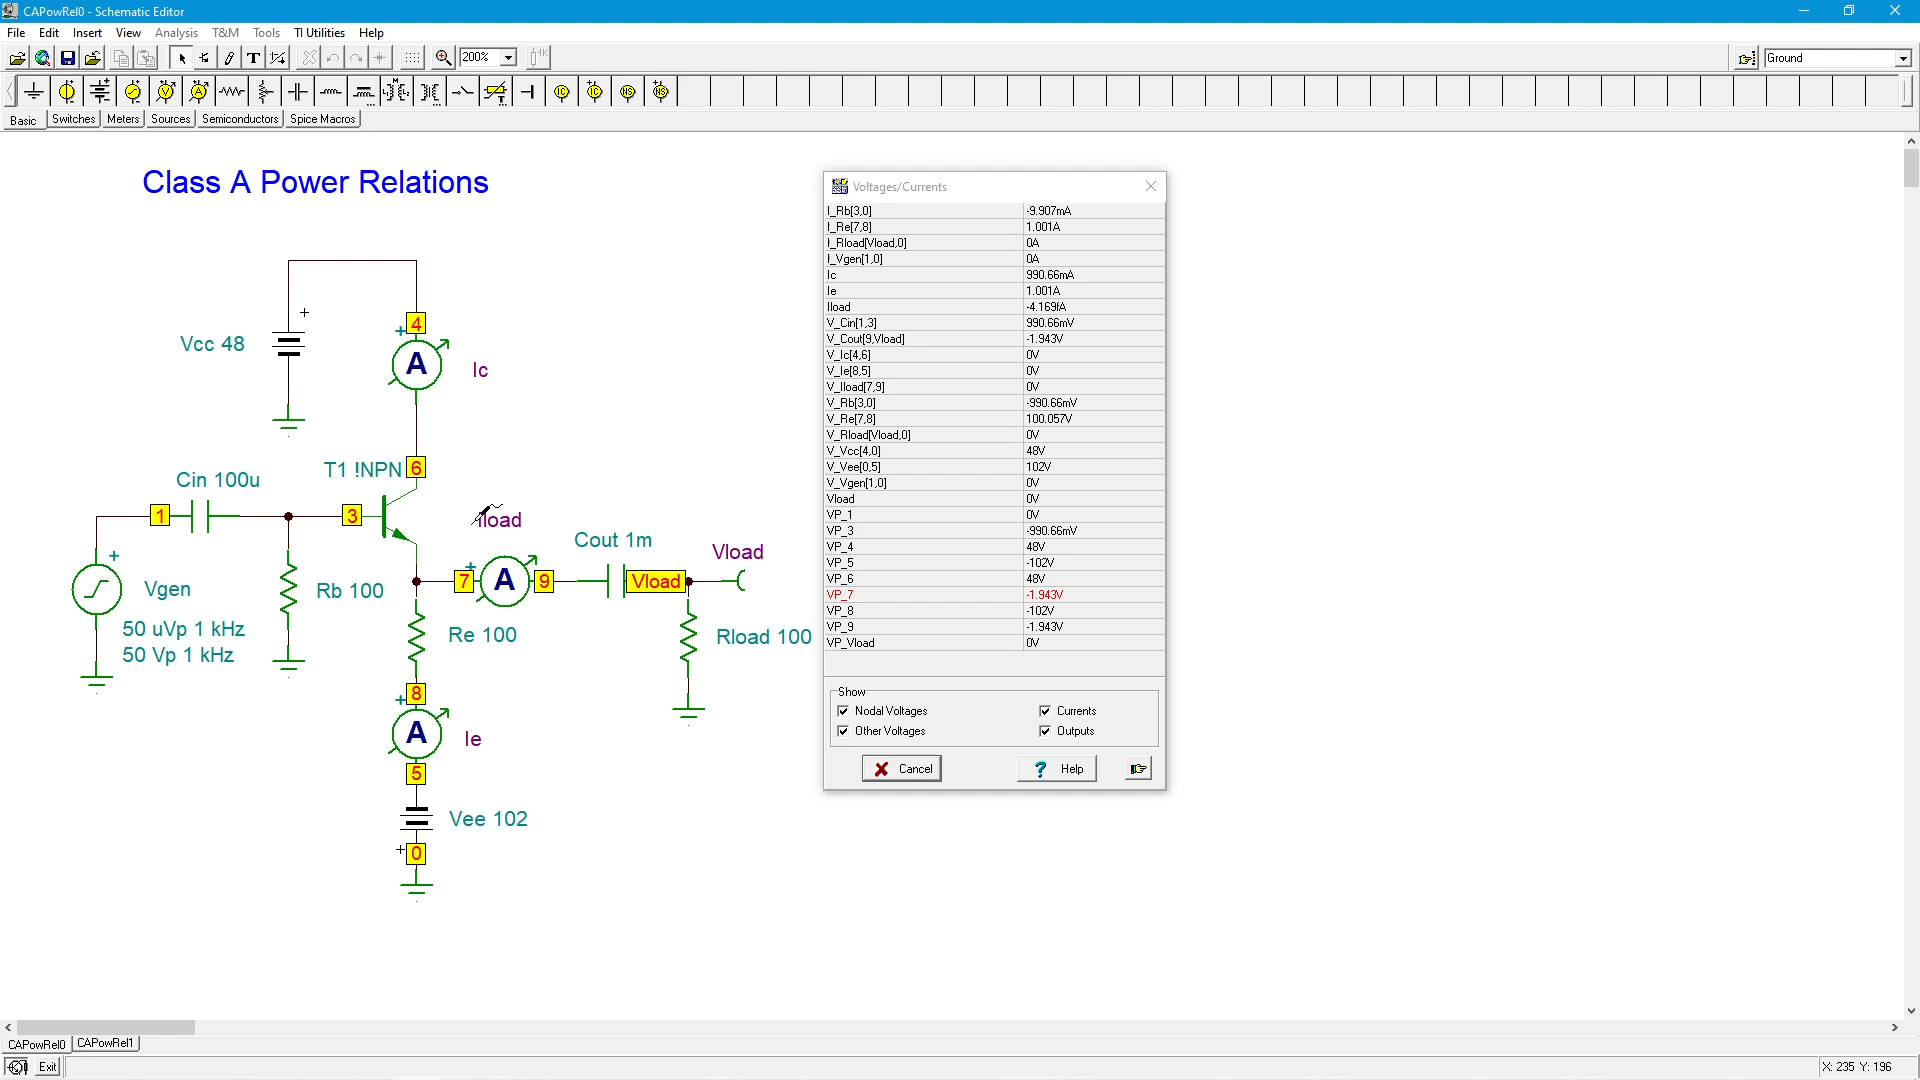 CAPowRel0 - Schematic Editor
File Edit Insert View Analysis T&M Tools TI Utilities Help
200% 1K Ground
Basic Switches Meters Sources Semiconductors Spice Macros
Class A Power Relations
Vcc 48
+
+ 4
A
Ic
T1 !NPN 6
Cin 100u
1
3
Iload
Cout 1m
Vload
+
Vgen
Rb 100
+
7 A 9 Vload
50 uVp 1 kHz
50 Vp 1 kHz
Re 100
Rload 100
+ 8
A
Ie
5
Vee 102
+ 0
Voltages/Currents
I_Rb[3,0] -9.907mA
I_Re[7,8] 1.001A
I_Rload[Vload,0] 0A
I_Vgen[1,0] 0A
Ic 990.66mA
Ie 1.001A
Iload -4.169fA
V_Cin[1,3] 990.66mV
V_Cout[9,Vload] -1.943V
V_Ic[4,6] 0V
V_Ie[8,5] 0V
V_Iload[7,9] 0V
V_Rb[3,0] -990.66mV
V_Re[7,8] 100.057V
V_Rload[Vload,0] 0V
V_Vcc[4,0] 48V
V_Vee[0,5] 102V
V_Vgen[1,0] 0V
Vload 0V
VP_1 0V
VP_3 -990.66mV
VP_4 48V
VP_5 -102V
VP_6 48V
VP_7 -1.943V
VP_8 -102V
VP_9 -1.943V
VP_Vload 0V
Show
Nodal Voltages Currents
Other Voltages Outputs
Cancel ? Help
CAPowRel0 CAPowRel1
Exit X: 235 Y: 196